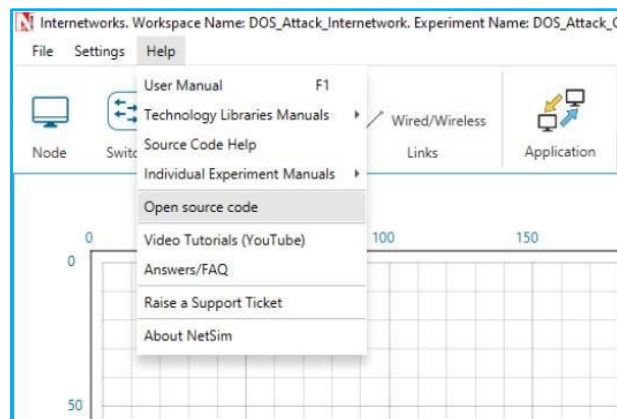 Internetworks. Workspace Name: DOS_Attack_Internetwork. Experiment Name: DOS_Attack_
File Settings Help
User Manual F1
Technology Libraries Manuals
Source Code Help
Individual Experiment Manuals
Open source code
Video Tutorials (YouTube)
Answers/FAQ
Raise a Support Ticket
About NetSim
Node
Wired/Wireless
Links
Application
0 100 150
0
50